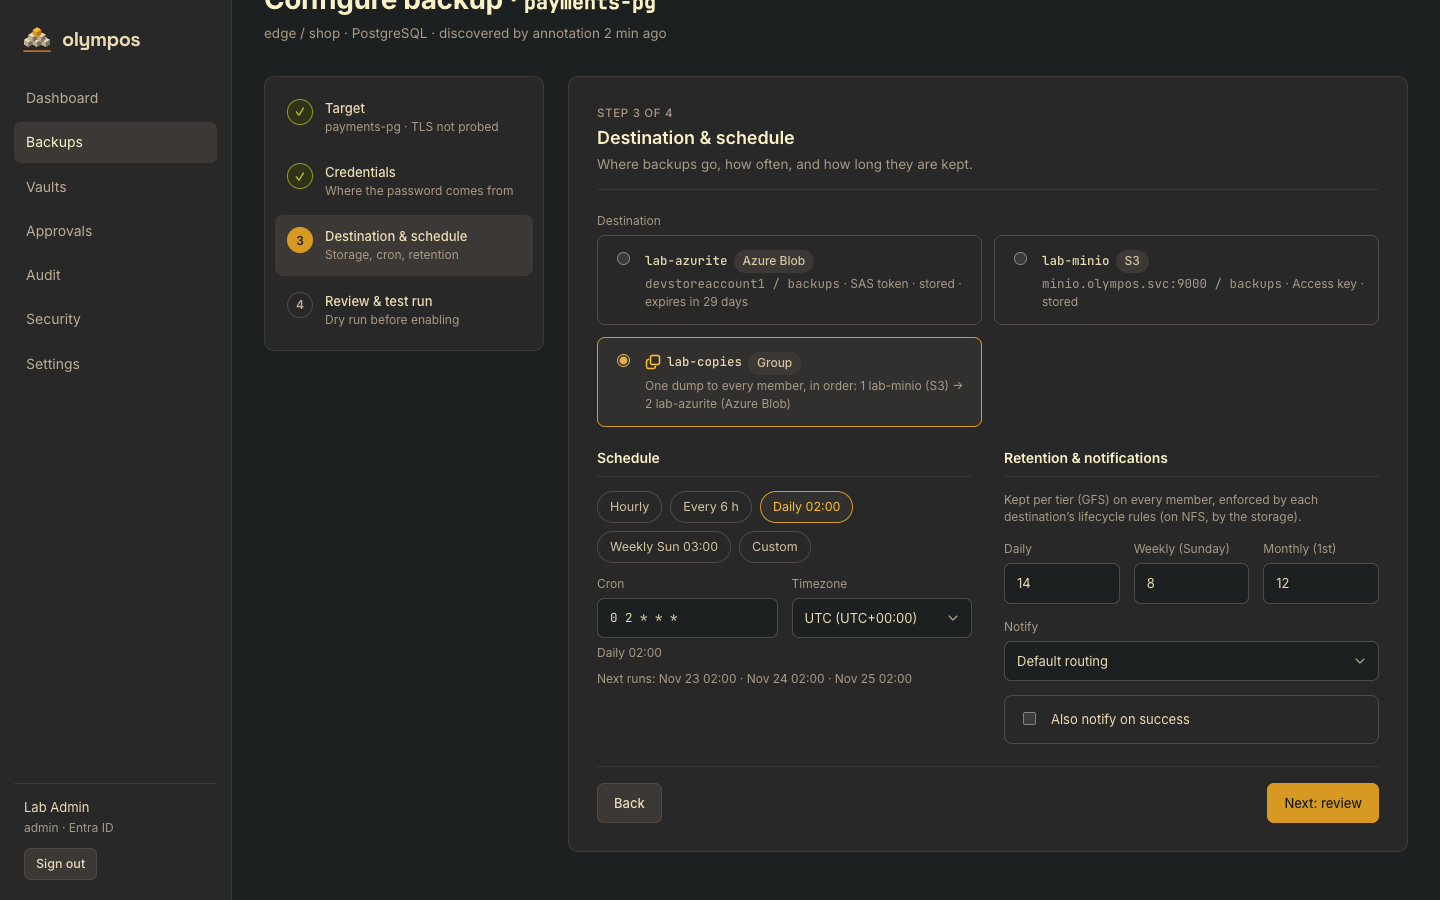 Configure backup · payments-pg
olympos
edge / shop · PostgreSQL · discovered by annotation 2 min ago
Dashboard
Backups
Vaults
Approvals
Audit
Security
Settings
Lab Admin
admin · Entra ID
Sign out
Target
payments-pg · TLS not probed
Credentials
Where the password comes from
3
Destination & schedule
Storage, cron, retention
4
Review & test run
Dry run before enabling
STEP 3 OF 4
Destination & schedule
Where backups go, how often, and how long they are kept.
Destination
lab-azurite Azure Blob
devstoreaccount1 / backups · SAS token · stored ·
expires in 29 days
lab-minio S3
minio.olympos.svc:9000 / backups · Access key ·
stored
lab-copies Group
One dump to every member, in order: 1 lab-minio (S3) →
2 lab-azurite (Azure Blob)
Schedule
Hourly Every 6 h Daily 02:00
Weekly Sun 03:00 Custom
Cron Timezone
0 2 * * * UTC (UTC+00:00)
Daily 02:00
Next runs: Nov 23 02:00 · Nov 24 02:00 · Nov 25 02:00
Retention & notifications
Kept per tier (GFS) on every member, enforced by each
destination’s lifecycle rules (on NFS, by the storage).
Daily Weekly (Sunday) Monthly (1st)
14 8 12
Notify
Default routing
Also notify on success
Back Next: review